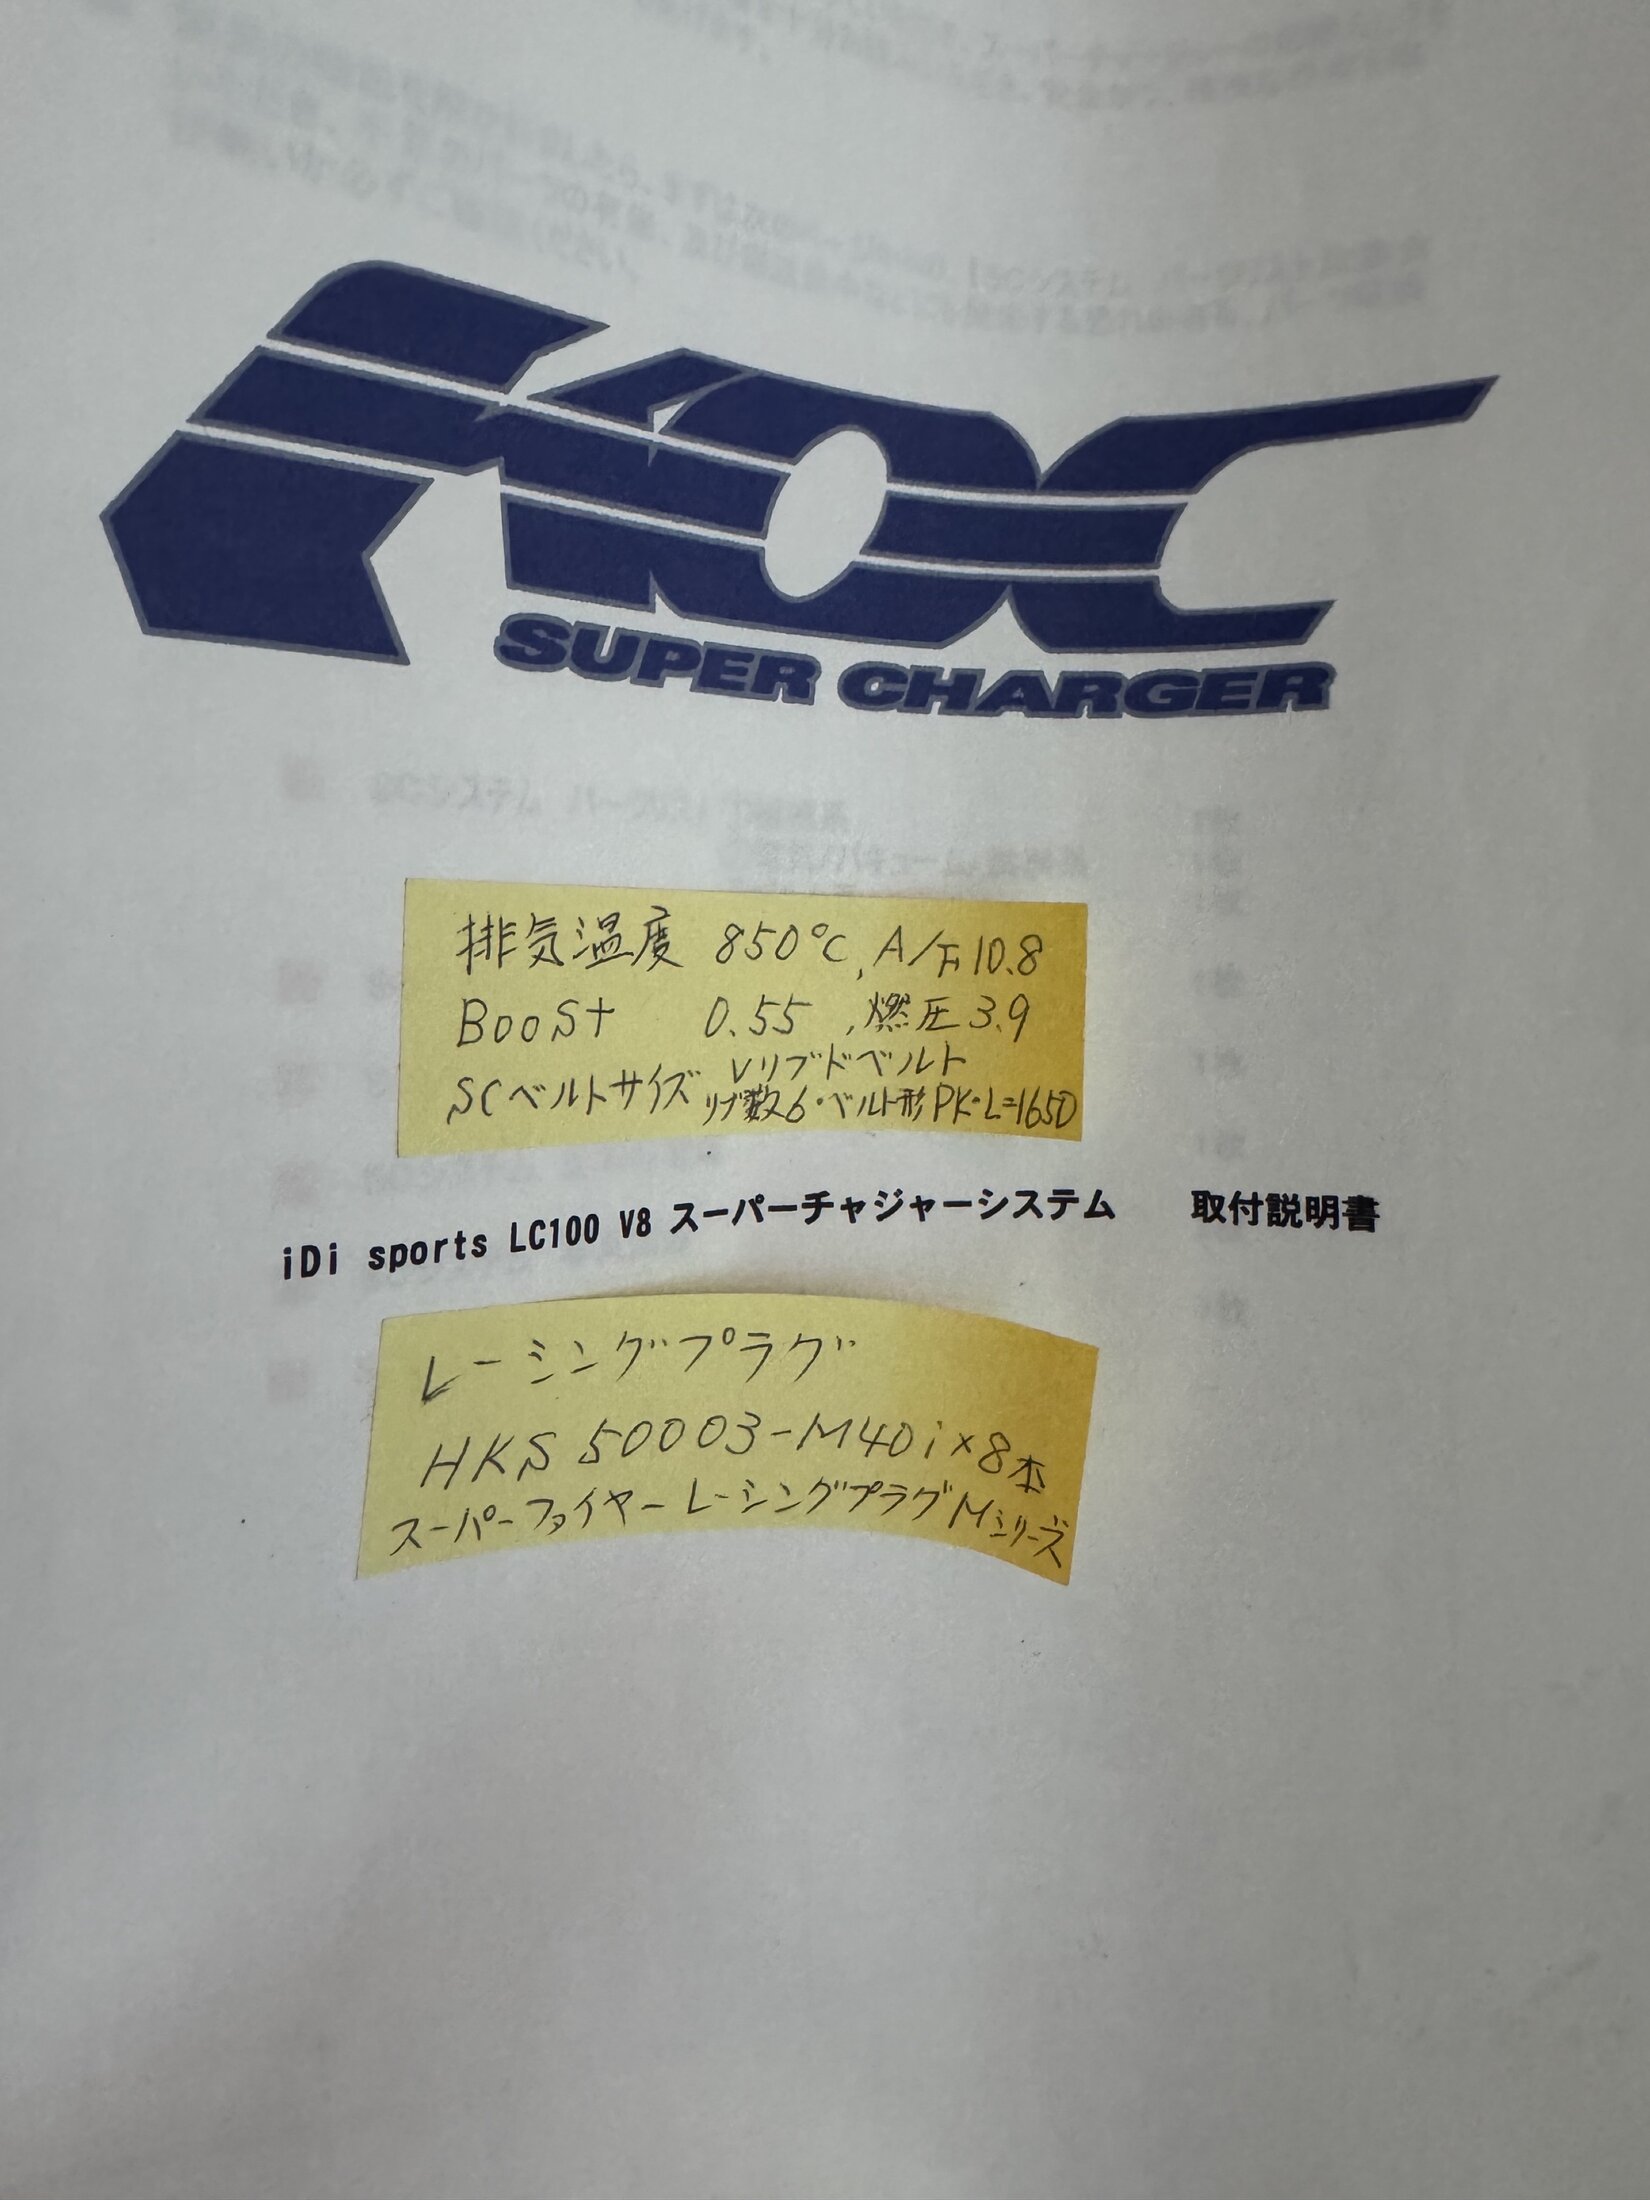 SUPER CHARGER
排気温度 850℃, A/F 10.8
Boost 0.55 , 燃圧 3.9
SCベルトサイズ Vリブドベルト
リブ数6・ベルト形PK・L=1650
iDi sports LC100 V8 スーパーチャジャーシステム 取付説明書
レーシングプラグ
HKS 50003-M40i×8本
スーパーファイヤーレーシングプラグMシリーズ